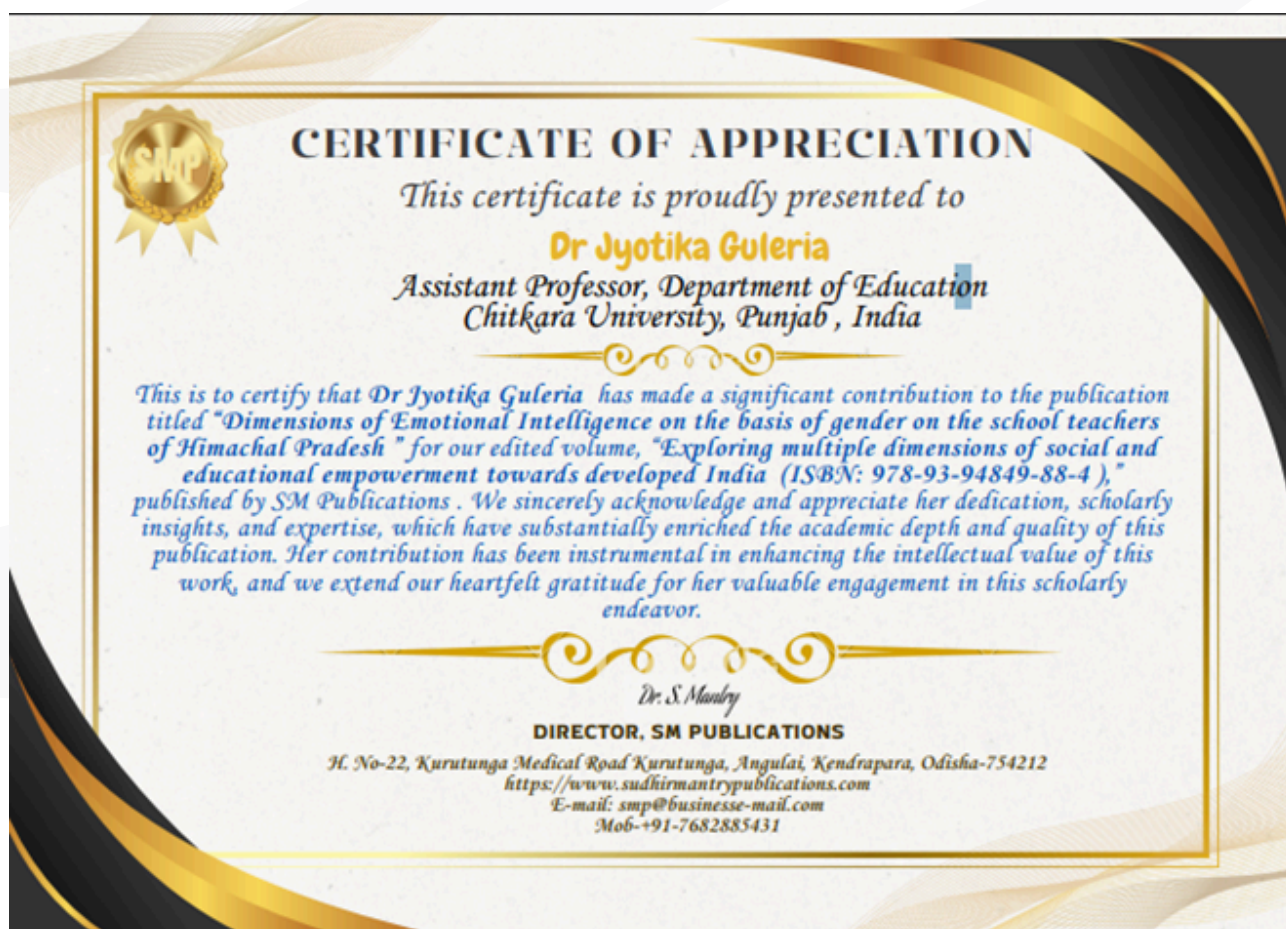 SMP
CERTIFICATE OF APPRECIATION
This certificate is proudly presented to
Dr Jyotika Guleria
Assistant Professor, Department of Education
Chitkara University, Punjab , India
This is to certify that Dr Jyotika Guleria has made a significant contribution to the publication
titled “Dimensions of Emotional Intelligence on the basis of gender on the school teachers
of Himachal Pradesh ” for our edited volume, “Exploring multiple dimensions of social and
educational empowerment towards developed India (ISBN: 978-93-94849-88-4 ),”
published by SM Publications . We sincerely acknowledge and appreciate her dedication, scholarly
insights, and expertise, which have substantially enriched the academic depth and quality of this
publication. Her contribution has been instrumental in enhancing the intellectual value of this
work, and we extend our heartfelt gratitude for her valuable engagement in this scholarly
endeavor.
Dr. S. Mantry
DIRECTOR, SM PUBLICATIONS
H. No-22, Kurutunga Medical Road Kurutunga, Angulai, Kendrapara, Odisha-754212
https://www.sudhirmantrypublications.com
E-mail: smp@businesse-mail.com
Mob-+91-7682885431